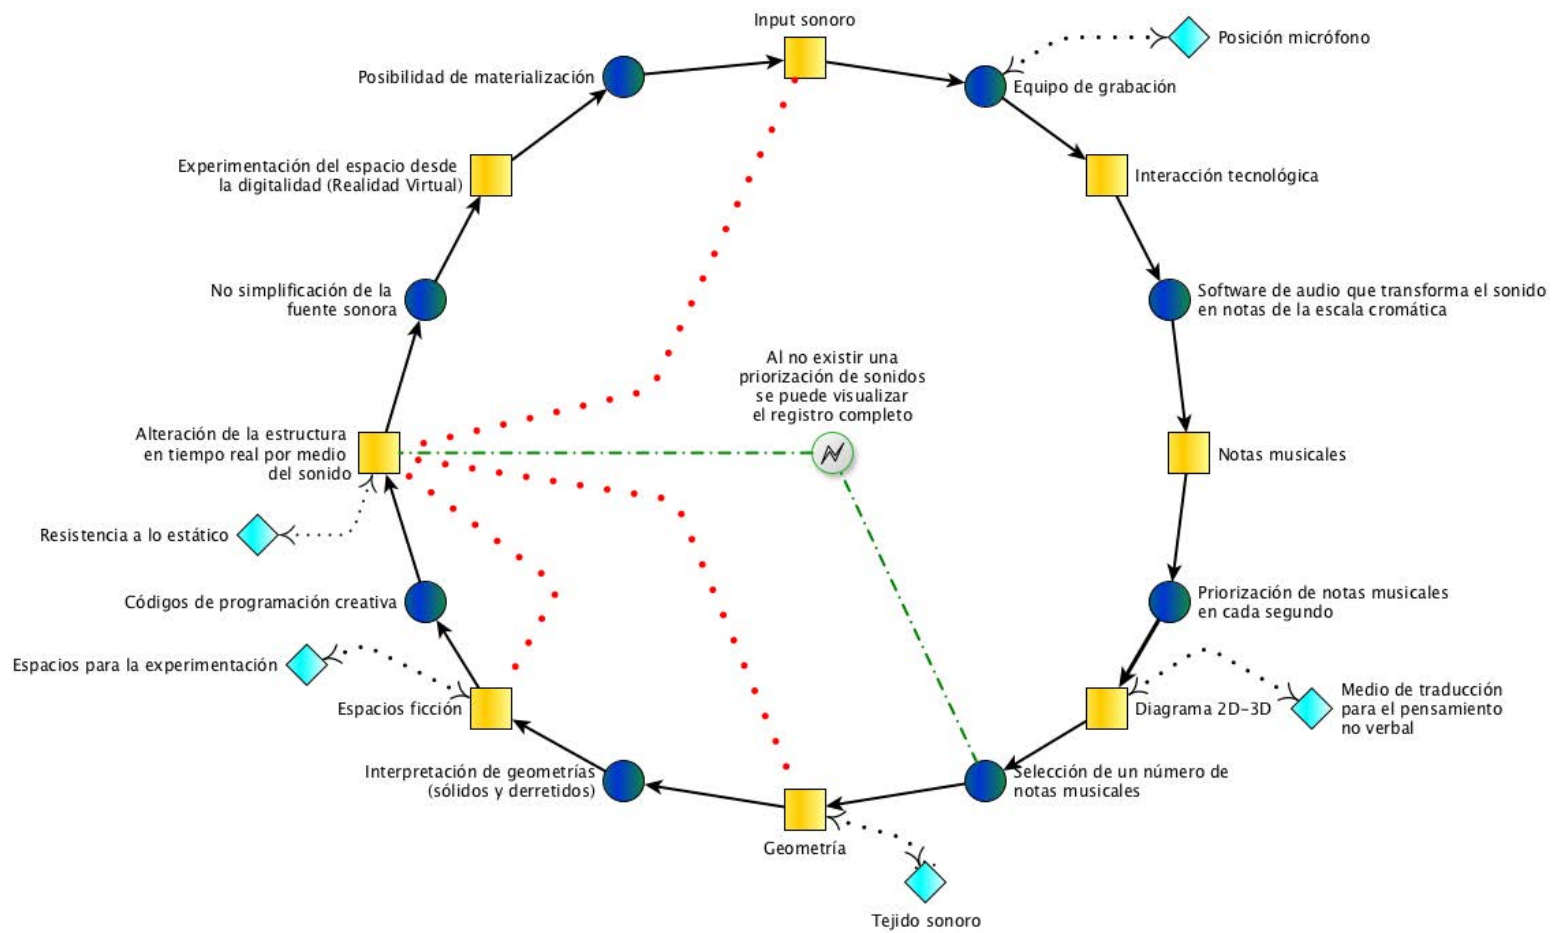 Input sonoro
Posición micrófono
Equipo de grabación
Posibilidad de materialización
Experimentación del espacio desde
la digitalidad (Realidad Virtual)
Interacción tecnológica
No simplificación de la
fuente sonora
Software de audio que transforma el sonido
en notas de la escala cromática
Al no existir una
priorización de sonidos
se puede visualizar
el registro completo
Alteración de la estructura
en tiempo real por medio
del sonido
Notas musicales
Resistencia a lo estático
Códigos de programación creativa
Priorización de notas musicales
en cada segundo
Espacios para la experimentación
Espacios ficción
Diagrama 2D-3D
Medio de traducción
para el pensamiento
no verbal
Interpretación de geometrías
(sólidos y derretidos)
Selección de un número de
notas musicales
Geometría
Tejido sonoro